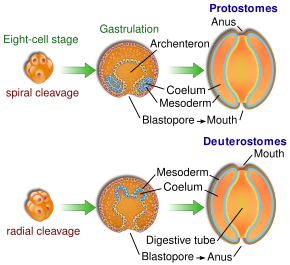 Protostomes
Gastrulation
Anus
Eight-cell stage
Archenteron
Coelum
Mesoderm
spiral cleavage
Blastopore → Mouth
Deuterostomes
Mouth
Mesoderm
Coelum
radial cleavage
Digestive tube
Blastopore → Anus